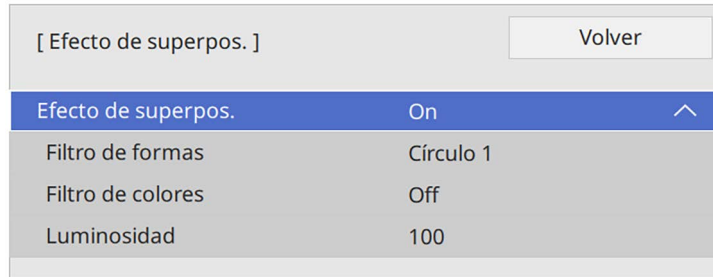 [ Efecto de superpos. ] Volver
Efecto de superpos. On
Filtro de formas Círculo 1
Filtro de colores Off
Luminosidad 100